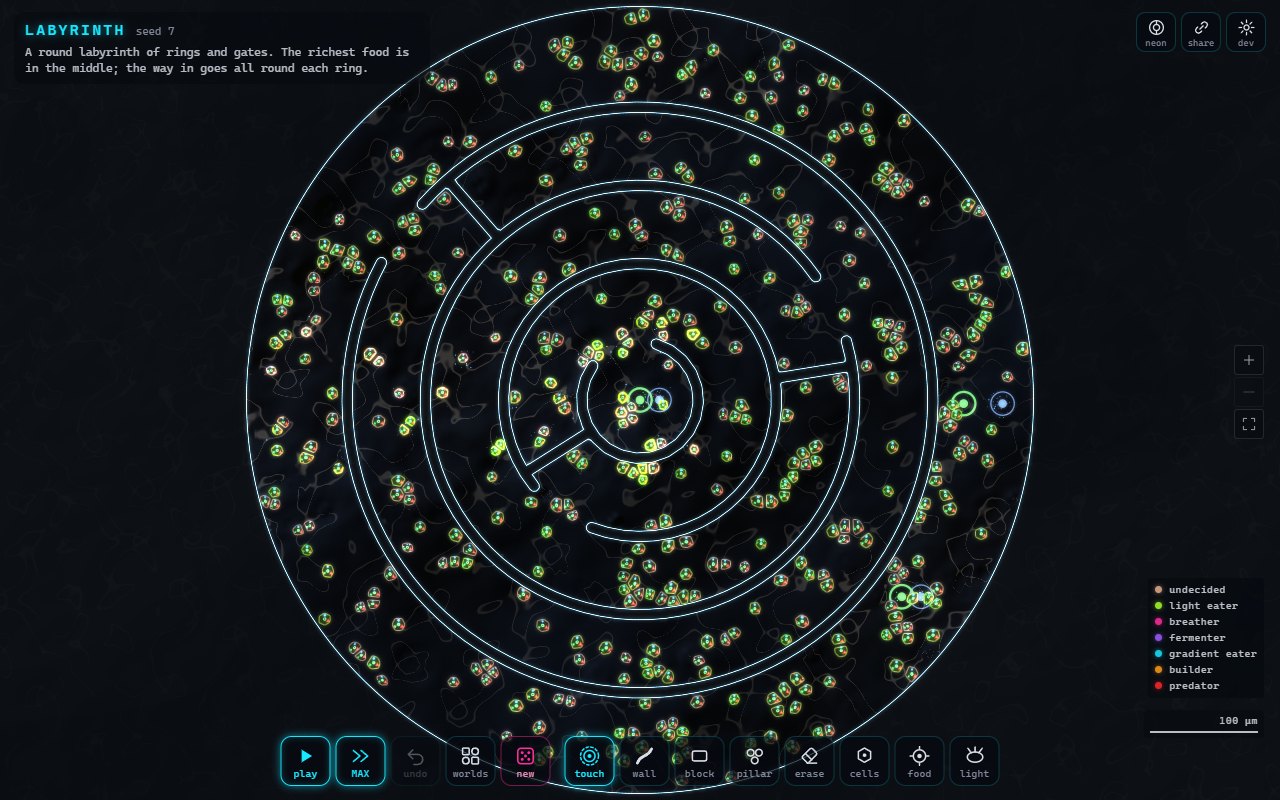 LABYRINTH seed 7
A round labyrinth of rings and gates. The richest food is
in the middle; the way in goes all round each ring.
neon
share
dev
undecided
light eater
breather
fermenter
gradient eater
builder
predator
100 µm
play
MAX
undo
worlds
new
touch
wall
block
pillar
erase
cells
food
light